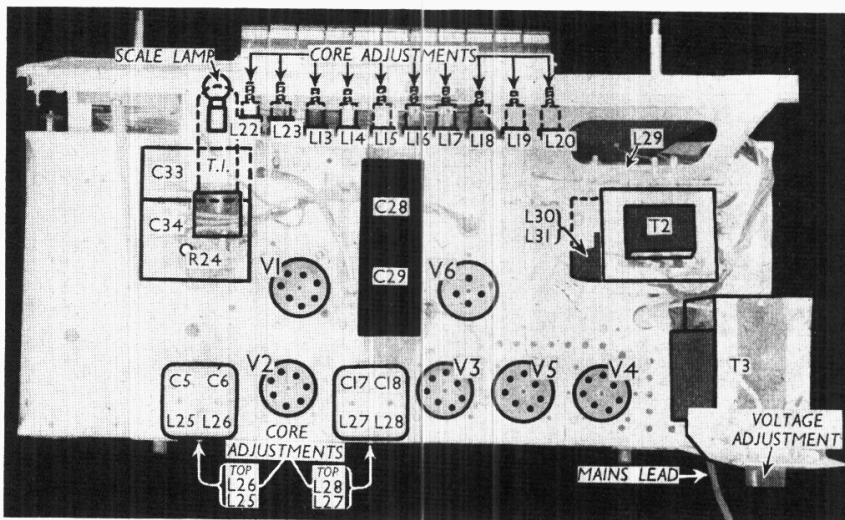 SCALE LAMP
CORE ADJUSTMENTS
L22 L23 L13 L14 L15 L16 L17 L18 L19 L20
L29
C33
T.I.
C34
R24
C28
C29
L30
L31
T2
V1
V6
V2
V3
V5
V4
T3
C5 C6
L25 L26
C17 C18
L27 L28
CORE
ADJUSTMENTS
TOP
L26
L25
TOP
L28
L27
VOLTAGE
ADJUSTMENT
MAINS LEAD